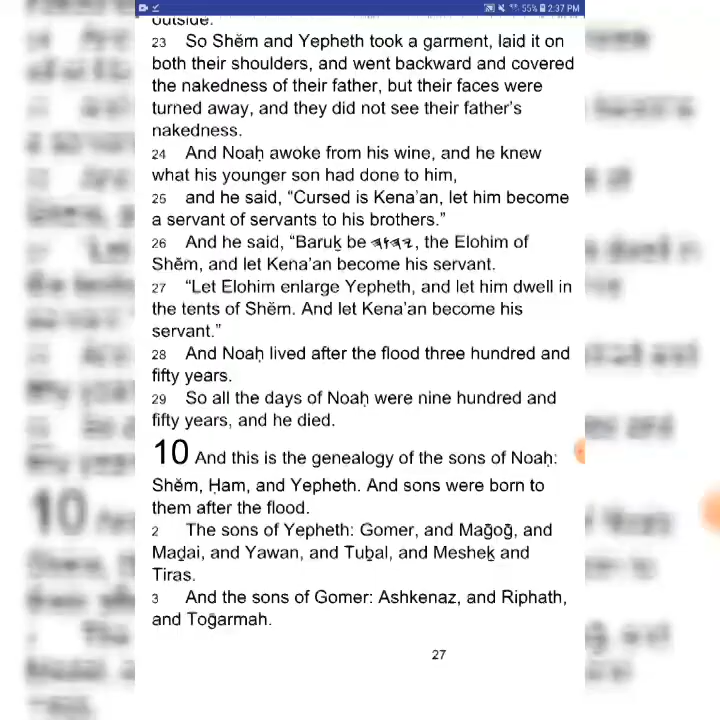 55% 2:37 PM
outside.
23 So Shĕm and Yepheth took a garment, laid it on
both their shoulders, and went backward and covered
the nakedness of their father, but their faces were
turned away, and they did not see their father’s
nakedness.
24 And Noaḥ awoke from his wine, and he knew
what his younger son had done to him,
25 and he said, “Cursed is Kena’an, let him become
a servant of servants to his brothers.”
26 And he said, “Baruḵ be 𐤉𐤄𐤅𐤄, the Elohim of
Shĕm, and let Kena’an become his servant.
27 “Let Elohim enlarge Yepheth, and let him dwell in
the tents of Shĕm. And let Kena’an become his
servant.”
28 And Noaḥ lived after the flood three hundred and
fifty years.
29 So all the days of Noaḥ were nine hundred and
fifty years, and he died.
10 And this is the genealogy of the sons of Noaḥ:
Shĕm, Ḥam, and Yepheth. And sons were born to
them after the flood.
2 The sons of Yepheth: Gomer, and Maḡoḡ, and
Maḏai, and Yawan, and Tuḇal, and Mesheḵ and
Tiras.
3 And the sons of Gomer: Ashkenaz, and Riphath,
and Toḡarmah.
27